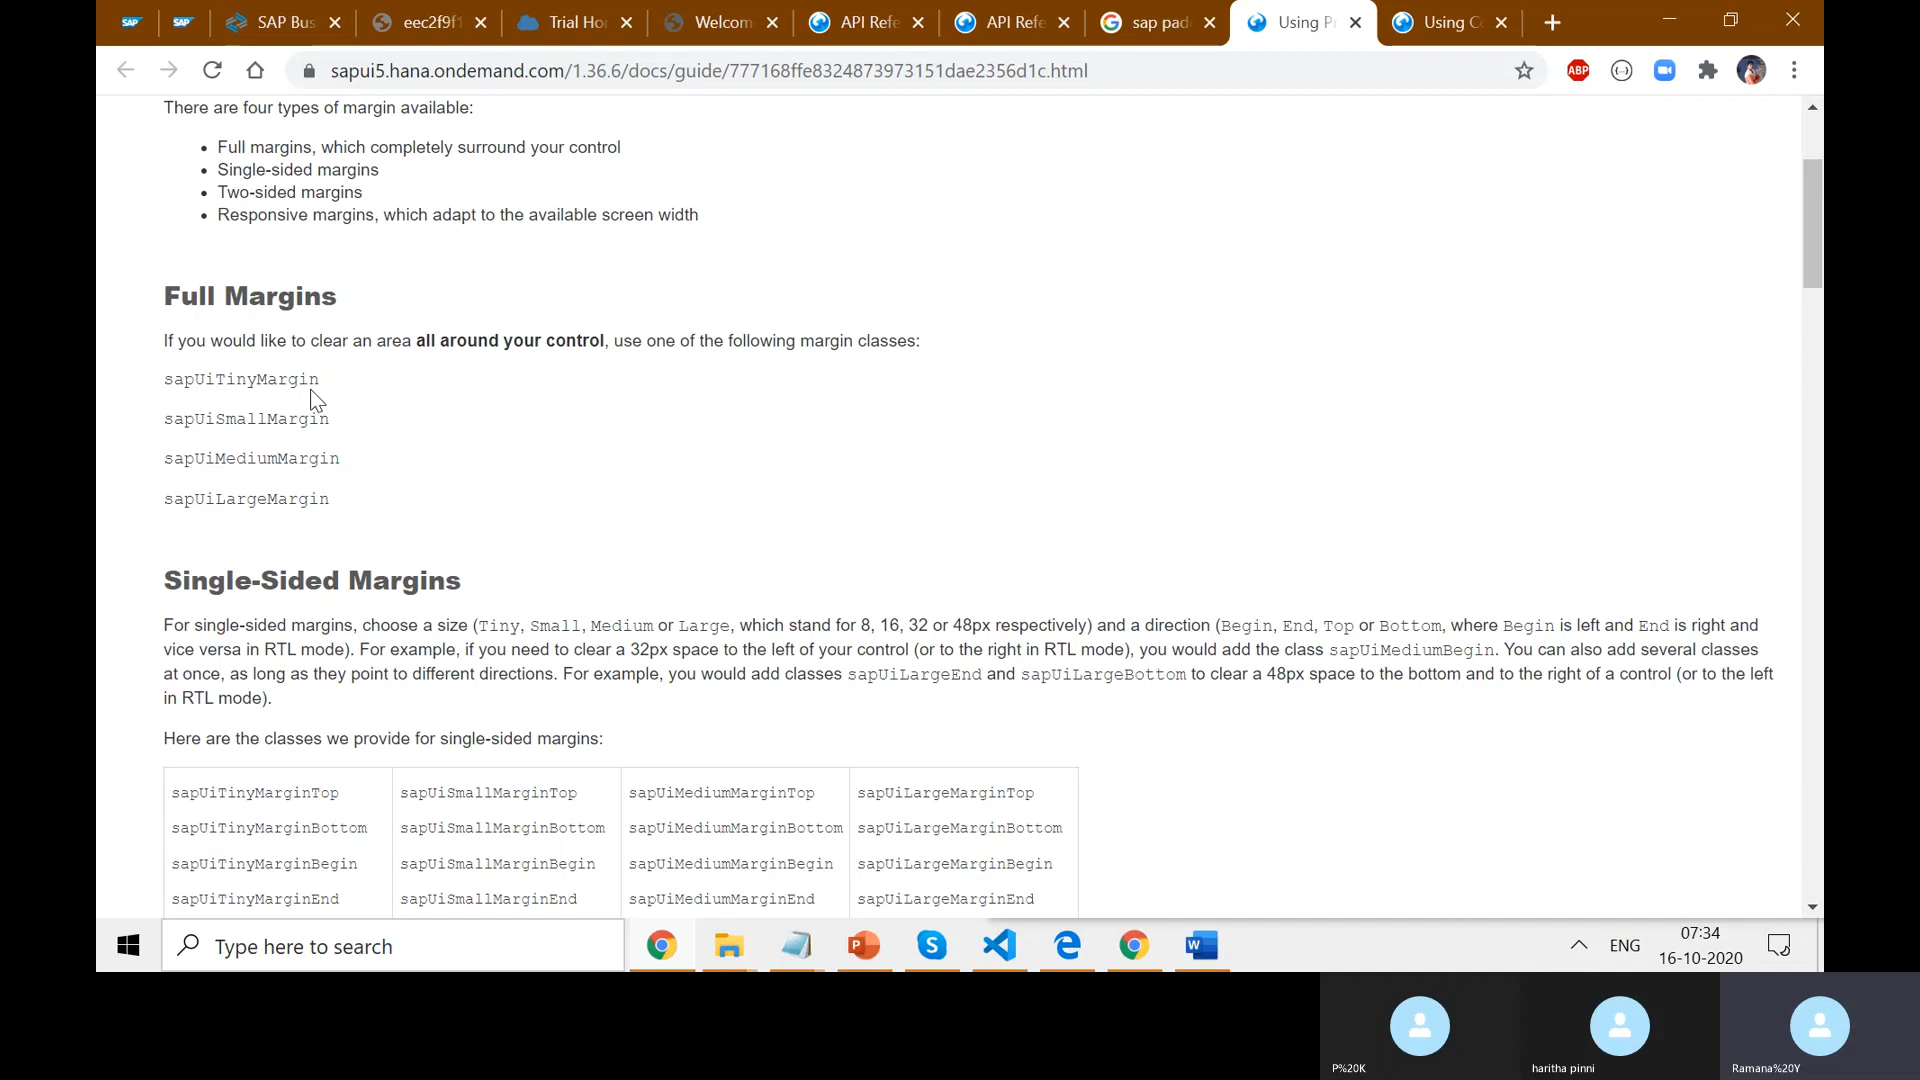 SAP SAP SAP Bus eec2f9f1 Trial Ho Welcom API Refe API Refe sap pad Using Pr Using C
sapui5.hana.ondemand.com/1.36.6/docs/guide/777168ffe8324873973151dae2356d1c.html ABP
There are four types of margin available:
• Full margins, which completely surround your control
• Single-sided margins
• Two-sided margins
• Responsive margins, which adapt to the available screen width
Full Margins
If you would like to clear an area all around your control, use one of the following margin classes:
sapUiTinyMargin
sapUiSmallMargin
sapUiMediumMargin
sapUiLargeMargin
Single-Sided Margins
For single-sided margins, choose a size (Tiny, Small, Medium or Large, which stand for 8, 16, 32 or 48px respectively) and a direction (Begin, End, Top or Bottom, where Begin is left and End is right and
vice versa in RTL mode). For example, if you need to clear a 32px space to the left of your control (or to the right in RTL mode), you would add the class sapUiMediumBegin. You can also add several classes
at once, as long as they point to different directions. For example, you would add classes sapUiLargeEnd and sapUiLargeBottom to clear a 48px space to the bottom and to the right of a control (or to the left
in RTL mode).
Here are the classes we provide for single-sided margins:
sapUiTinyMarginTop sapUiSmallMarginTop sapUiMediumMarginTop sapUiLargeMarginTop
sapUiTinyMarginBottom sapUiSmallMarginBottom sapUiMediumMarginBottom sapUiLargeMarginBottom
sapUiTinyMarginBegin sapUiSmallMarginBegin sapUiMediumMarginBegin sapUiLargeMarginBegin
sapUiTinyMarginEnd sapUiSmallMarginEnd sapUiMediumMarginEnd sapUiLargeMarginEnd
Type here to search ENG 07:34
16-10-2020
P%20K haritha pinni Ramana%20Y